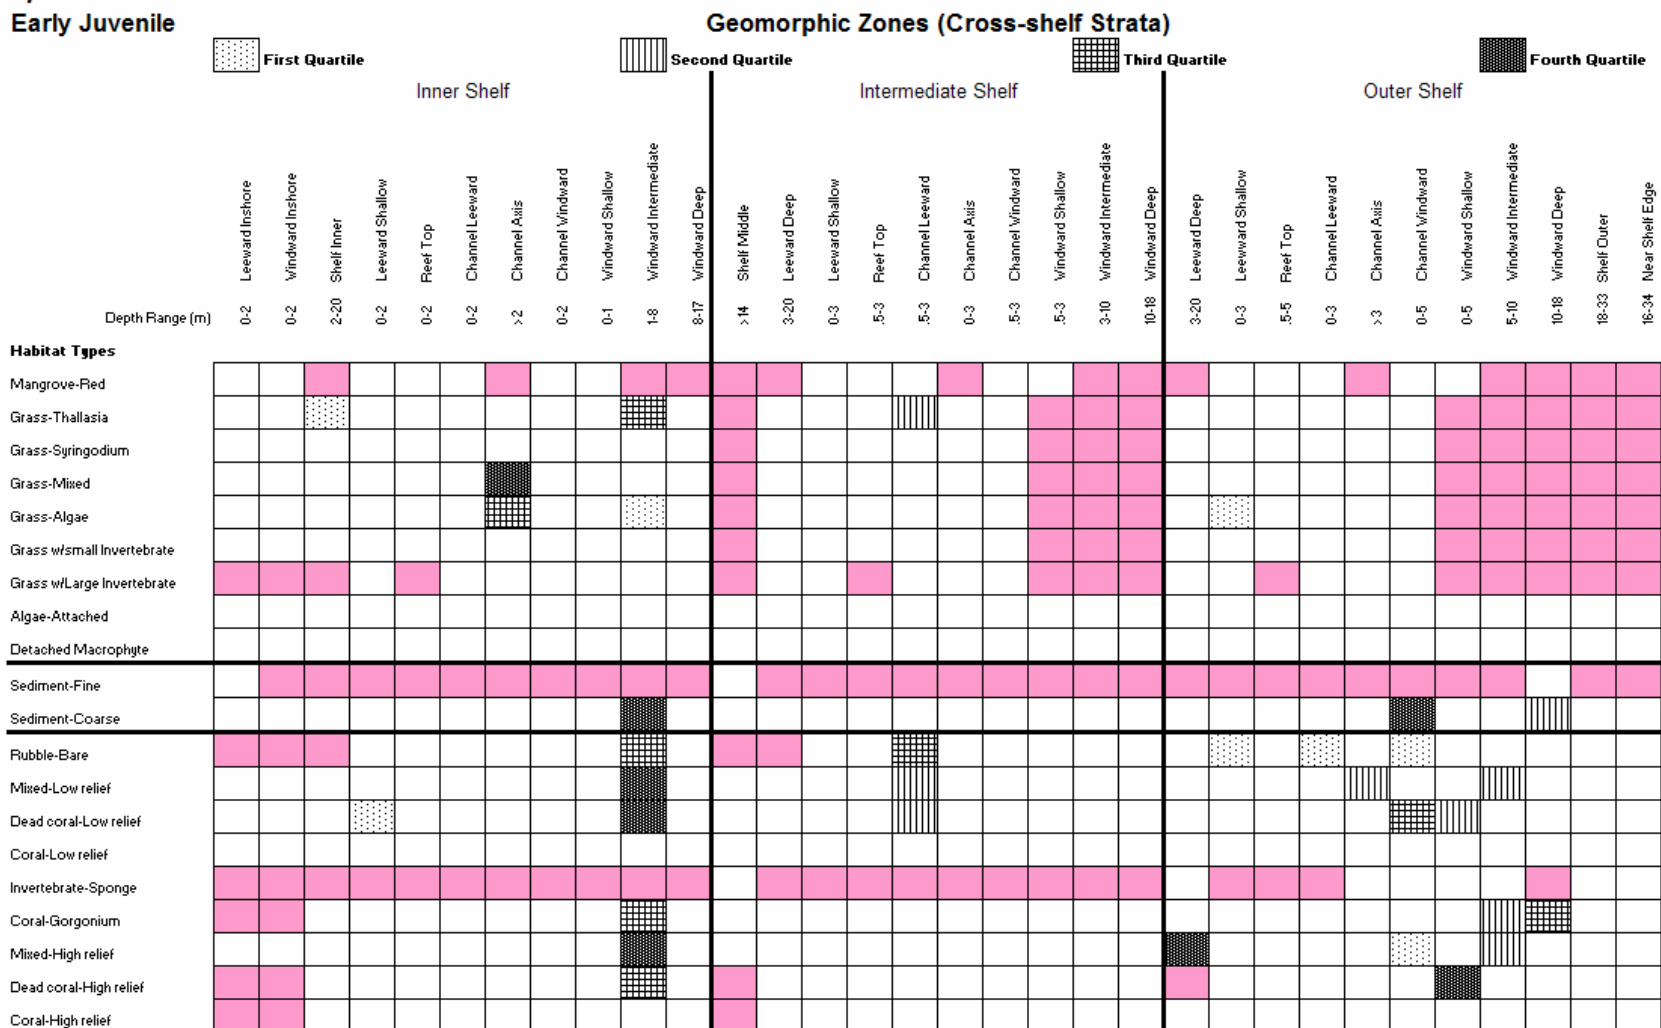 Early Juvenile
Geomorphic Zones (Cross-shelf Strata)
First Quartile
Second Quartile
Third Quartile
Fourth Quartile
Inner Shelf
Intermediate Shelf
Outer Shelf
Leeward Inshore
Windward Inshore
Shelf Inner
Leeward Shallow
Reef Top
Channel Leeward
Channel Axis
Channel Windward
Windward Shallow
Windward Intermediate
Windward Deep
Shelf Middle
Leeward Deep
Leeward Shallow
Reef Top
Channel Leeward
Channel Axis
Channel Windward
Windward Shallow
Windward Intermediate
Windward Deep
Leeward Deep
Leeward Shallow
Reef Top
Channel Leeward
Channel Axis
Channel Windward
Windward Shallow
Windward Intermediate
Windward Deep
Shelf Outer
Near Shelf Edge
Depth Range (m)
0-2
0-2
2-20
0-2
0-2
0-2
>2
0-2
0-1
1-8
8-17
>14
3-20
0-3
.5-3
.5-3
0-3
.5-3
.5-3
3-10
10-18
3-20
0-3
.5-5
0-3
>3
0-5
0-5
5-10
10-18
18-33
16-34
Habitat Types
Mangrove-Red
Grass-Thallasia
Grass-Syringodium
Grass-Mixed
Grass-Algae
Grass w/small Invertebrate
Grass w/Large Invertebrate
Algae-Attached
Detached Macrophyte
Sediment-Fine
Sediment-Coarse
Rubble-Bare
Mixed-Low relief
Dead coral-Low relief
Coral-Low relief
Invertebrate-Sponge
Coral-Gorgonium
Mixed-High relief
Dead coral-High relief
Coral-High relief